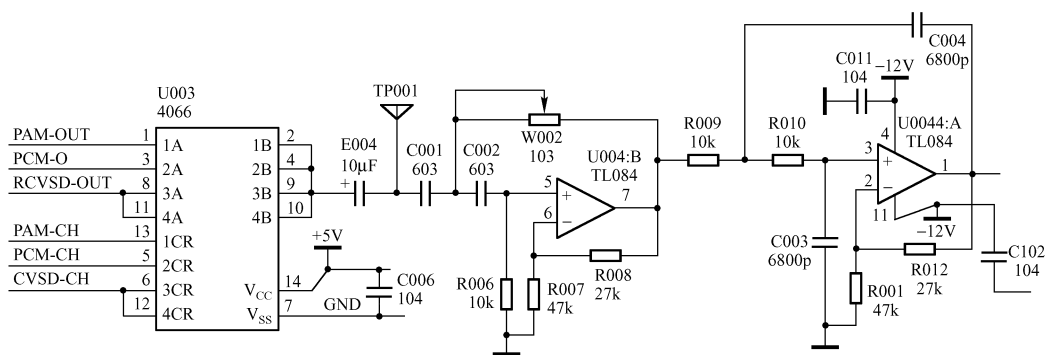 U003
4066
PAM-OUT
1
1A
PCM-O
3
2A
RCVSD-OUT
8
3A
11
4A
PAM-CH
13
1CR
PCM-CH
5
2CR
CVSD-CH
6
3CR
12
4CR
1B
2
2B
4
3B
9
4B
10
VCC
14
VSS
7
+5V
GND
C006
104
E004
10μF
+
TP001
C001
603
C002
603
W002
103
R006
10k
R007
47k
R008
27k
U004:B
TL084
5
+
6
−
7
R009
10k
R010
10k
C003
6800p
C004
6800p
C011
104
−12V
4
U0044:A
TL084
3
+
2
−
1
11
−12V
R001
47k
R012
27k
C102
104